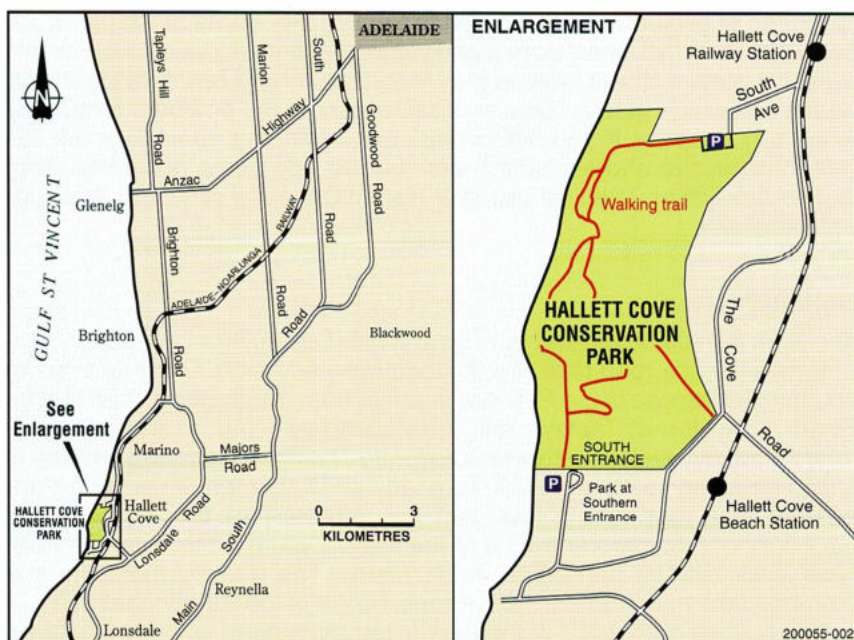 ADELAIDE
Tapleys Hill Road
Marion Road
South Road
Goodwood Road
Anzac Highway
N
GULF ST VINCENT
Glenelg
Brighton Road
ADELAIDE–NOARLUNGA RAILWAY
Brighton
Blackwood
See
Enlargement
Marino
Majors
Road
HALLETT COVE
CONSERVATION
PARK
Hallett
Cove
Lonsdale Road
Main South Road
0 3
KILOMETRES
Reynella
Lonsdale
ENLARGEMENT
Hallett Cove
Railway Station
South
Ave
P
Walking trail
HALLETT COVE
CONSERVATION
PARK
The Cove Road
SOUTH
ENTRANCE
P
Park at
Southern
Entrance
Hallett Cove
Beach Station
200055-002